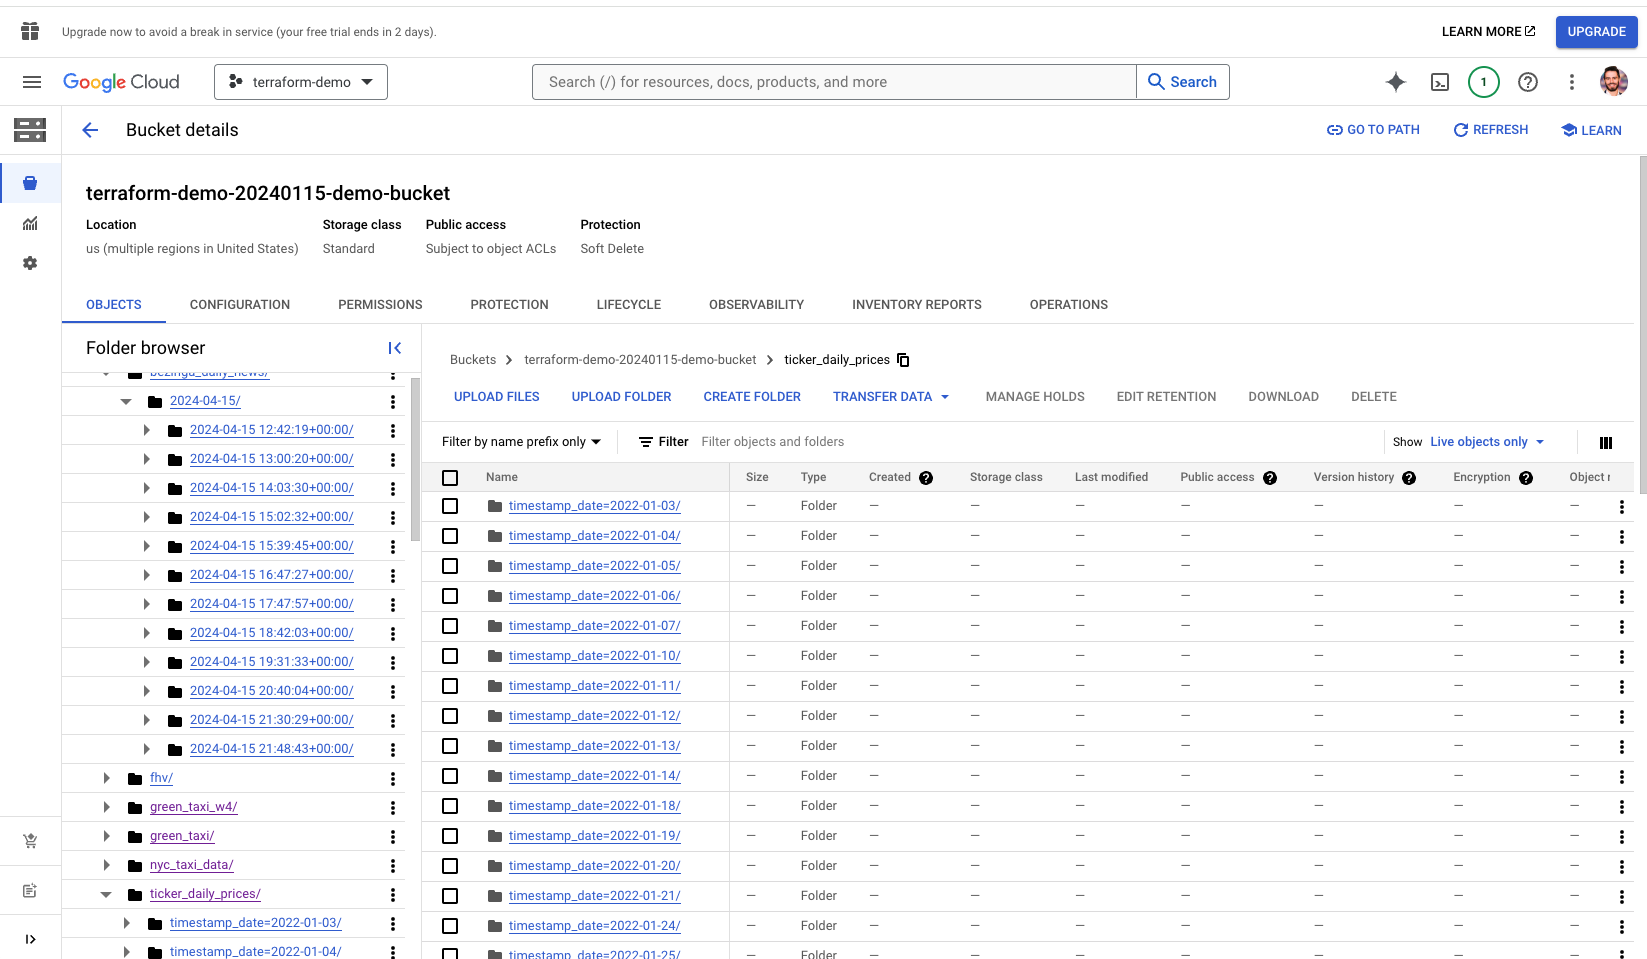 Upgrade now to avoid a break in service (your free trial ends in 2 days).
LEARN MORE
UPGRADE
Google Cloud
terraform-demo
Search (/) for resources, docs, products, and more
Search
1
Bucket details
GO TO PATH
REFRESH
LEARN
terraform-demo-20240115-demo-bucket
Location
Storage class
Public access
Protection
us (multiple regions in United States)
Standard
Subject to object ACLs
Soft Delete
OBJECTS
CONFIGURATION
PERMISSIONS
PROTECTION
LIFECYCLE
OBSERVABILITY
INVENTORY REPORTS
OPERATIONS
Folder browser
bezinga_daily_news/
2024-04-15/
2024-04-15 12:42:19+00:00/
2024-04-15 13:00:20+00:00/
2024-04-15 14:03:30+00:00/
2024-04-15 15:02:32+00:00/
2024-04-15 15:39:45+00:00/
2024-04-15 16:47:27+00:00/
2024-04-15 17:47:57+00:00/
2024-04-15 18:42:03+00:00/
2024-04-15 19:31:33+00:00/
2024-04-15 20:40:04+00:00/
2024-04-15 21:30:29+00:00/
2024-04-15 21:48:43+00:00/
fhv/
green_taxi_w4/
green_taxi/
nyc_taxi_data/
ticker_daily_prices/
timestamp_date=2022-01-03/
timestamp_date=2022-01-04/
Buckets > terraform-demo-20240115-demo-bucket > ticker_daily_prices
UPLOAD FILES
UPLOAD FOLDER
CREATE FOLDER
TRANSFER DATA
MANAGE HOLDS
EDIT RETENTION
DOWNLOAD
DELETE
Filter by name prefix only
Filter
Filter objects and folders
Show Live objects only
Name Size Type Created Storage class Last modified Public access Version history Encryption Object r
timestamp_date=2022-01-03/ — Folder — — — — — — —
timestamp_date=2022-01-04/ — Folder — — — — — — —
timestamp_date=2022-01-05/ — Folder — — — — — — —
timestamp_date=2022-01-06/ — Folder — — — — — — —
timestamp_date=2022-01-07/ — Folder — — — — — — —
timestamp_date=2022-01-10/ — Folder — — — — — — —
timestamp_date=2022-01-11/ — Folder — — — — — — —
timestamp_date=2022-01-12/ — Folder — — — — — — —
timestamp_date=2022-01-13/ — Folder — — — — — — —
timestamp_date=2022-01-14/ — Folder — — — — — — —
timestamp_date=2022-01-18/ — Folder — — — — — — —
timestamp_date=2022-01-19/ — Folder — — — — — — —
timestamp_date=2022-01-20/ — Folder — — — — — — —
timestamp_date=2022-01-21/ — Folder — — — — — — —
timestamp_date=2022-01-24/ — Folder — — — — — — —
timestamp_date=2022-01-25/ — Folder — — — — — — —